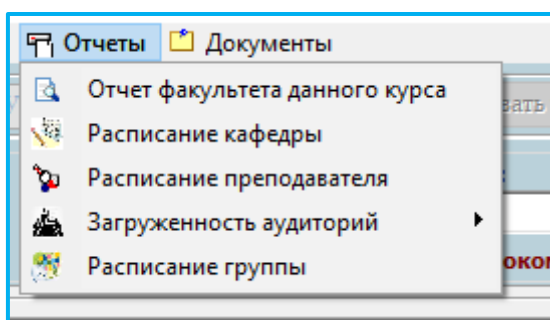 Отчеты Документы
Отчет факультета данного курса
Расписание кафедры
Расписание преподавателя
Загруженность аудиторий
Расписание группы